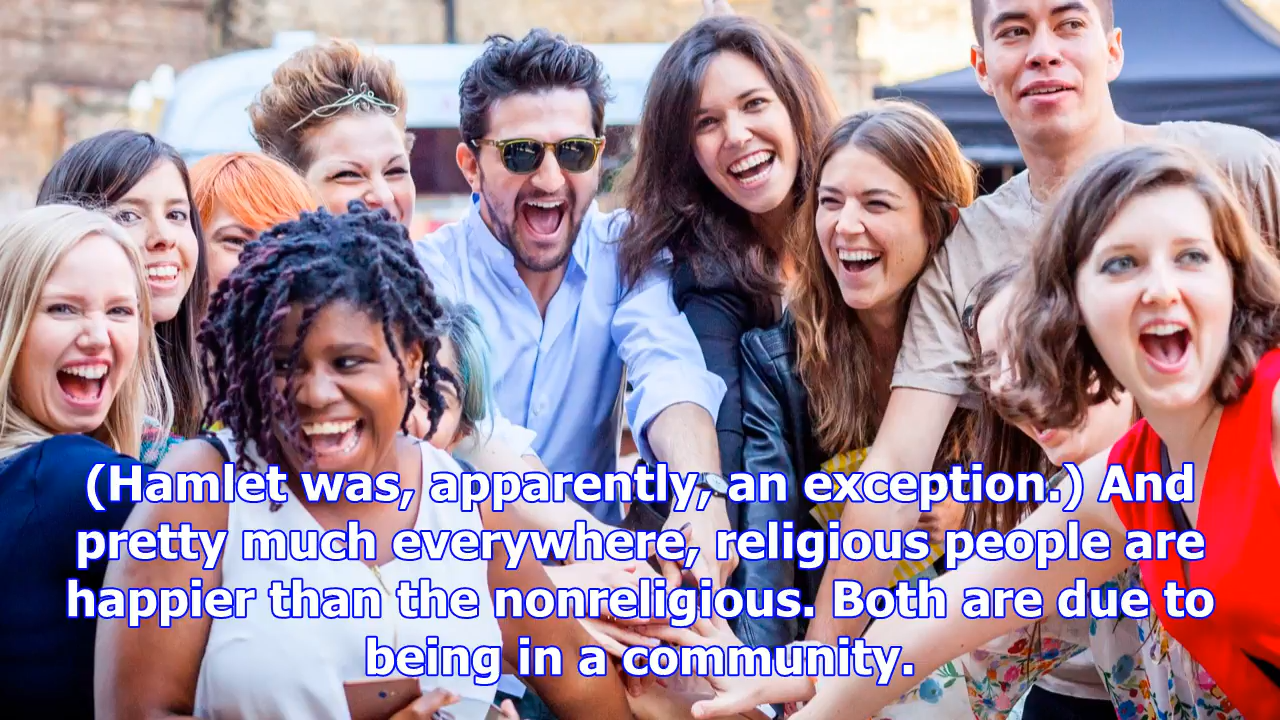 (Hamlet was, apparently, an exception.) And
pretty much everywhere, religious people are
happier than the nonreligious. Both are due to
being in a community.